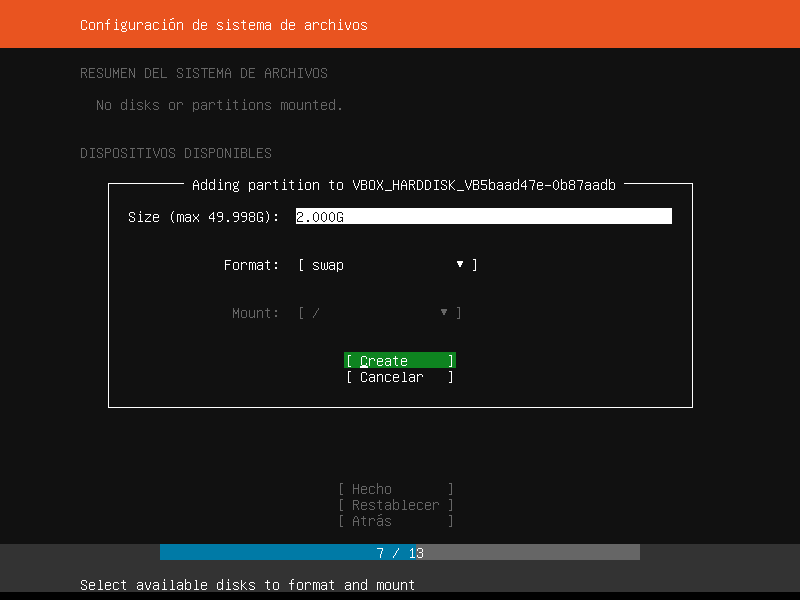 Configuración de sistema de archivos
RESUMEN DEL SISTEMA DE ARCHIVOS
No disks or partitions mounted.
DISPOSITIVOS DISPONIBLES
Adding partition to VBOX_HARDDISK_VB5baad47e-0b87aadb
Size (max 49.998G): 2.000G
Format: [ swap ▾ ]
Mount: [ / ▾ ]
[ Create ]
[ Cancelar ]
[ Hecho ]
[ Restablecer ]
[ Atrás ]
7 / 13
Select available disks to format and mount